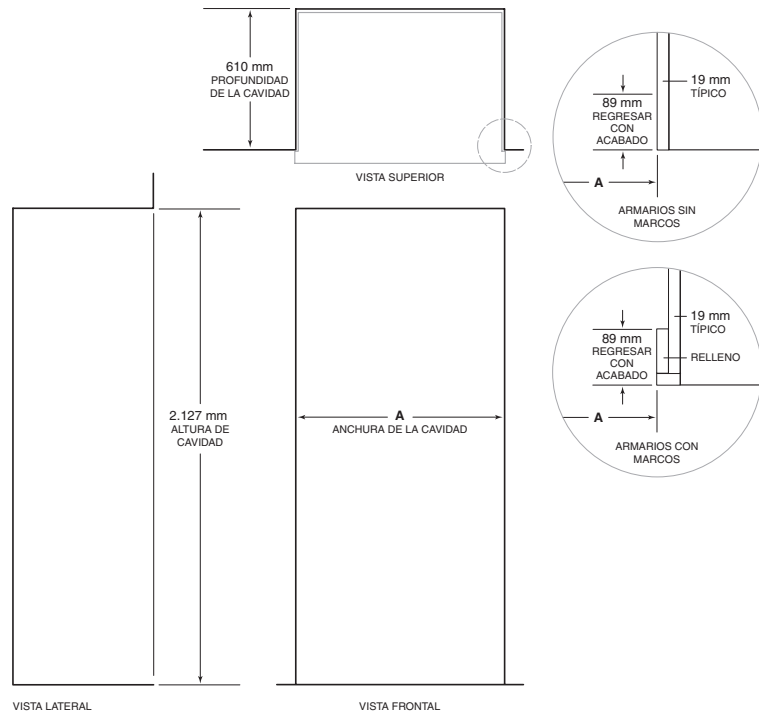 610 mm
PROFUNDIDAD
DE LA CAVIDAD
VISTA SUPERIOR
19 mm
TÍPICO
89 mm
REGRESAR
CON
ACABADO
A
ARMARIOS SIN
MARCOS
19 mm
TÍPICO
89 mm
REGRESAR
CON
ACABADO
RELLENO
A
ARMARIOS CON
MARCOS
2.127 mm
ALTURA DE
CAVIDAD
A
ANCHURA DE LA CAVIDAD
VISTA LATERAL
VISTA FRONTAL